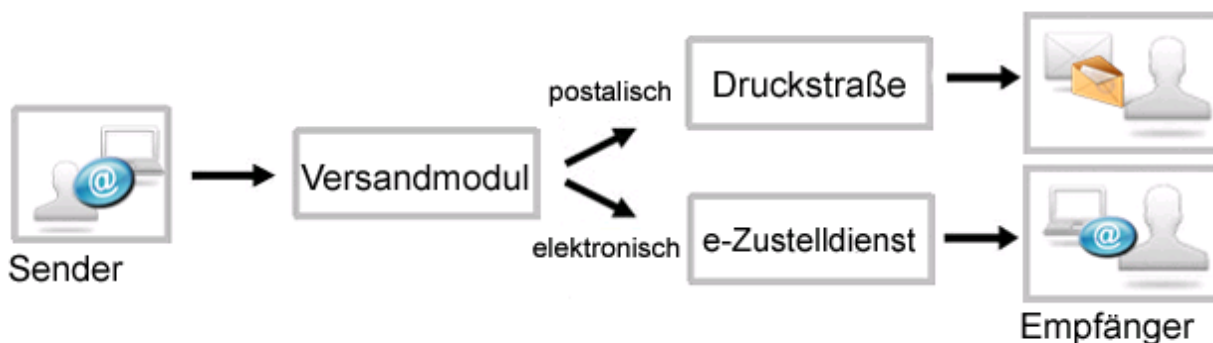 Sender
Versandmodul
postalisch
elektronisch
Druckstraße
e-Zustelldienst
@
@
Empfänger